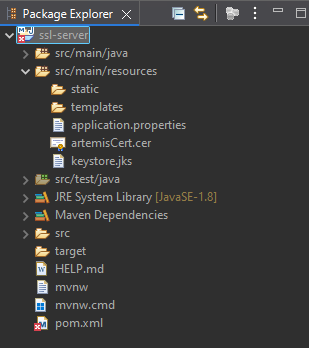 Package Explorer
ssl-server
src/main/java
src/main/resources
static
templates
application.properties
artemisCert.cer
keystore.jks
src/test/java
JRE System Library [JavaSE-1.8]
Maven Dependencies
src
target
HELP.md
mvnw
mvnw.cmd
pom.xml